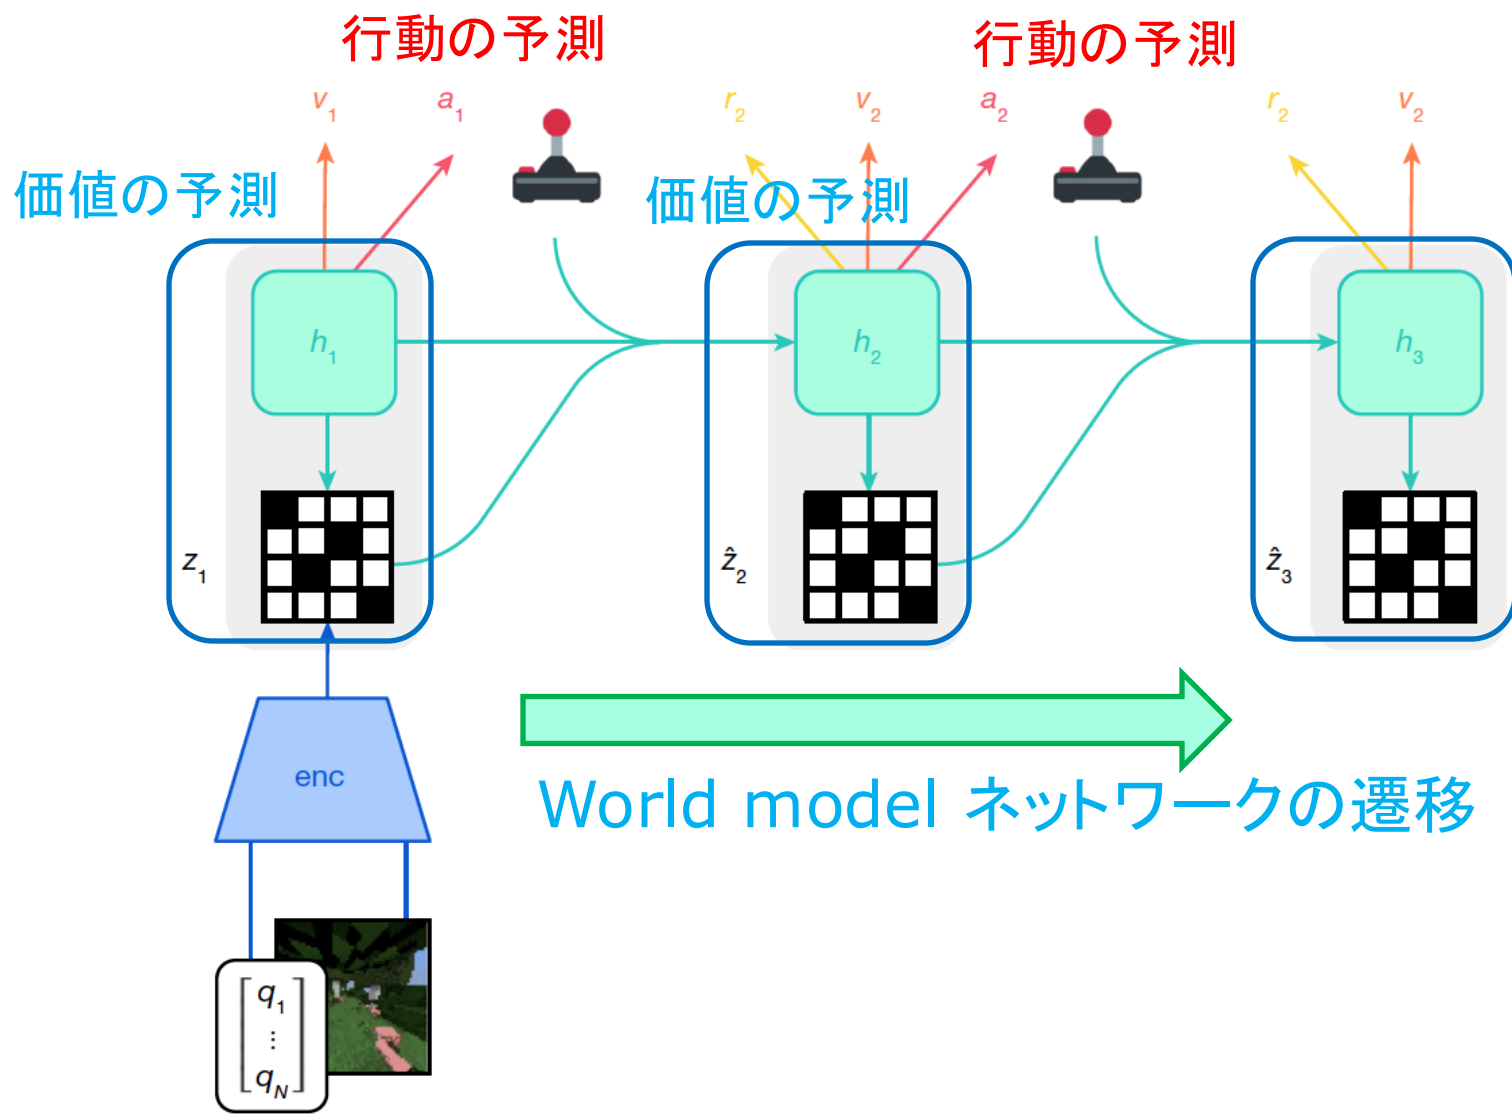 行動の予測
行動の予測
v1
a1
r2
v2
a2
r2
v2
価値の予測
価値の予測
h1
h2
h3
z1
ẑ2
ẑ3
enc
World model ネットワークの遷移
q1
⋮
qN